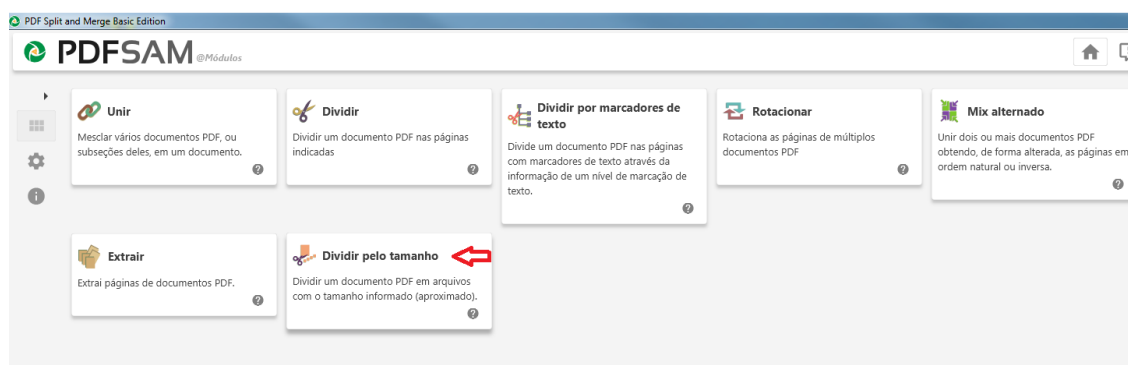 PDF Split and Merge Basic Edition
PDFSAM @Módulos
Unir
Mesclar vários documentos PDF, ou
subseções deles, em um documento.
Dividir
Dividir um documento PDF nas páginas
indicadas
Dividir por marcadores de
texto
Divide um documento PDF nas páginas
com marcadores de texto através da
informação de um nível de marcação de
texto.
Rotacionar
Rotaciona as páginas de múltiplos
documentos PDF
Mix alternado
Unir dois ou mais documentos PDF
obtendo, de forma alterada, as páginas em
ordem natural ou inversa.
Extrair
Extrai páginas de documentos PDF.
Dividir pelo tamanho
Dividir um documento PDF em arquivos
com o tamanho informado (aproximado).